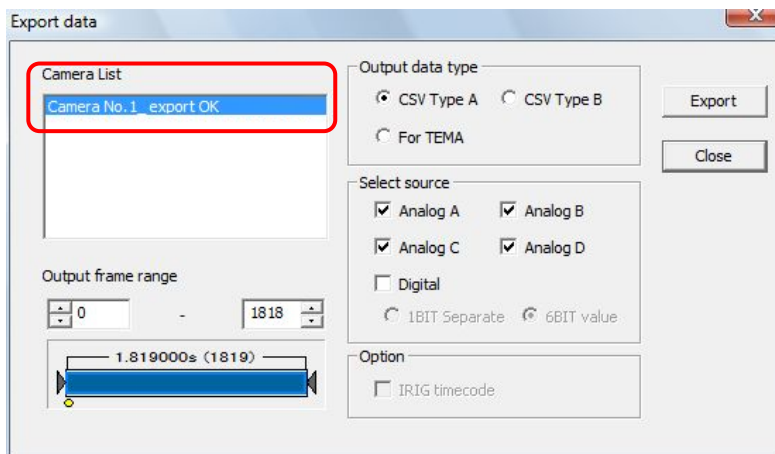 Export data
Camera List
Camera No.1_ export OK
Output frame range
0 - 1818
1.819000s (1819)
Output data type
CSV Type A CSV Type B
For TEMA
Select source
Analog A Analog B
Analog C Analog D
Digital
1BIT Separate 6BIT value
Option
IRIG timecode
Export
Close